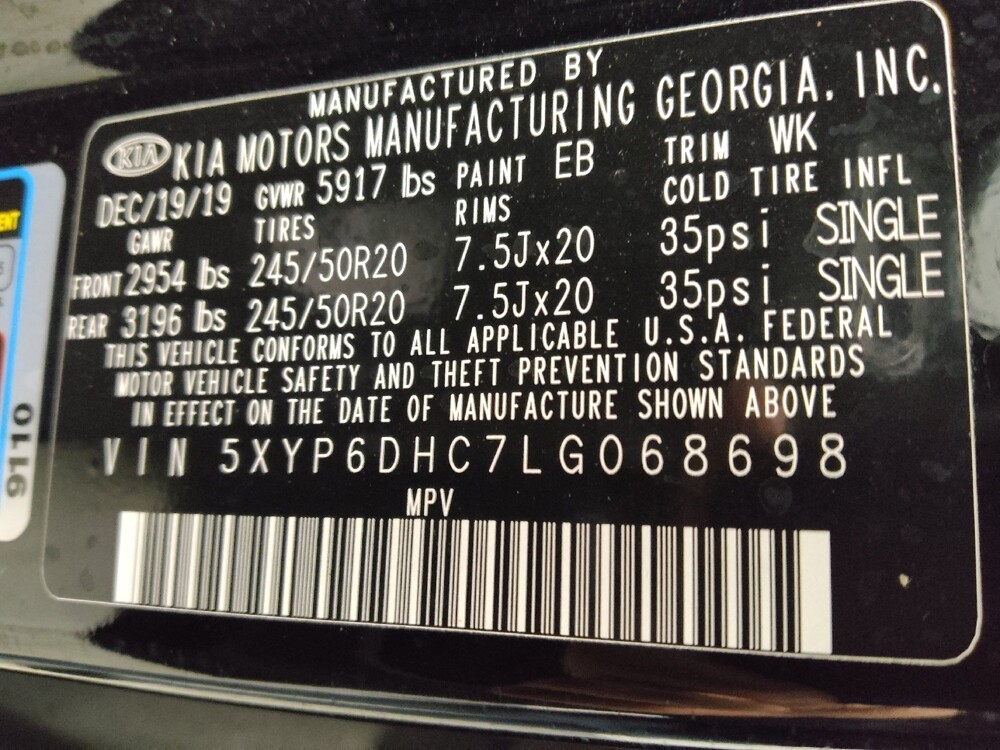 MANUFACTURED BY
KIA KIA MOTORS MANUFACTURING GEORGIA, INC.
DEC/19/19 GVWR 5917 lbs PAINT EB TRIM WK
GAWR TIRES RIMS COLD TIRE INFL
FRONT 2954 lbs 245/50R20 7.5Jx20 35psi SINGLE
REAR 3196 lbs 245/50R20 7.5Jx20 35psi SINGLE
THIS VEHICLE CONFORMS TO ALL APPLICABLE U.S.A. FEDERAL
MOTOR VEHICLE SAFETY AND THEFT PREVENTION STANDARDS
IN EFFECT ON THE DATE OF MANUFACTURE SHOWN ABOVE
VIN 5XYP6DHC7LG068698
MPV
9110